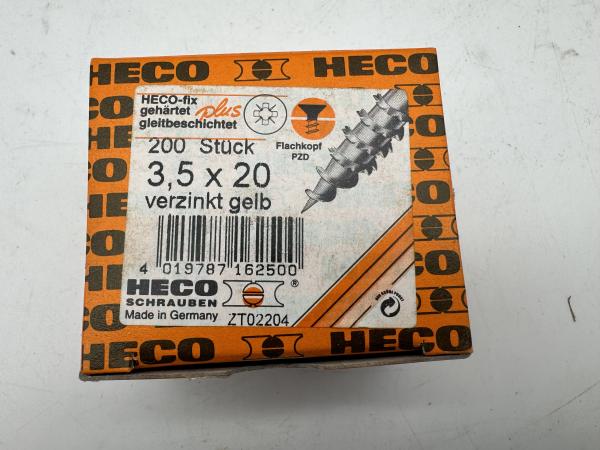 HECO HECO
HECO-fix
gehärtet plus
gleitbeschichtet
200 Stück
3,5 x 20
verzinkt gelb
Flachkopf
PZD
4 019787 162500
HECO ®
SCHRAUBEN
Made in Germany ZT02204
HECO HECO